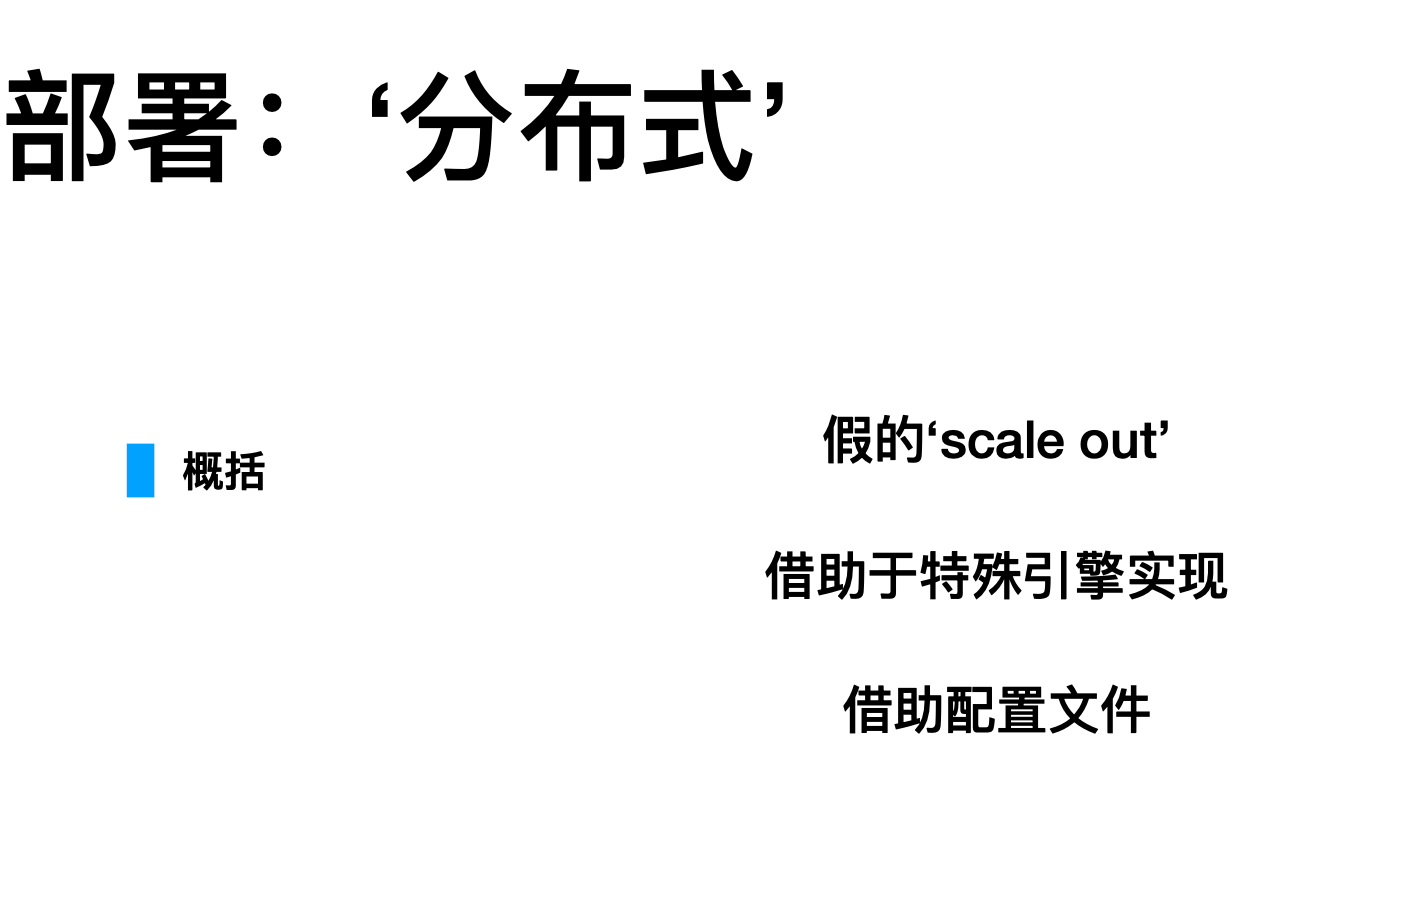 部署：‘分布式’
概括
假的‘scale out’
借助于特殊引擎实现
借助配置文件